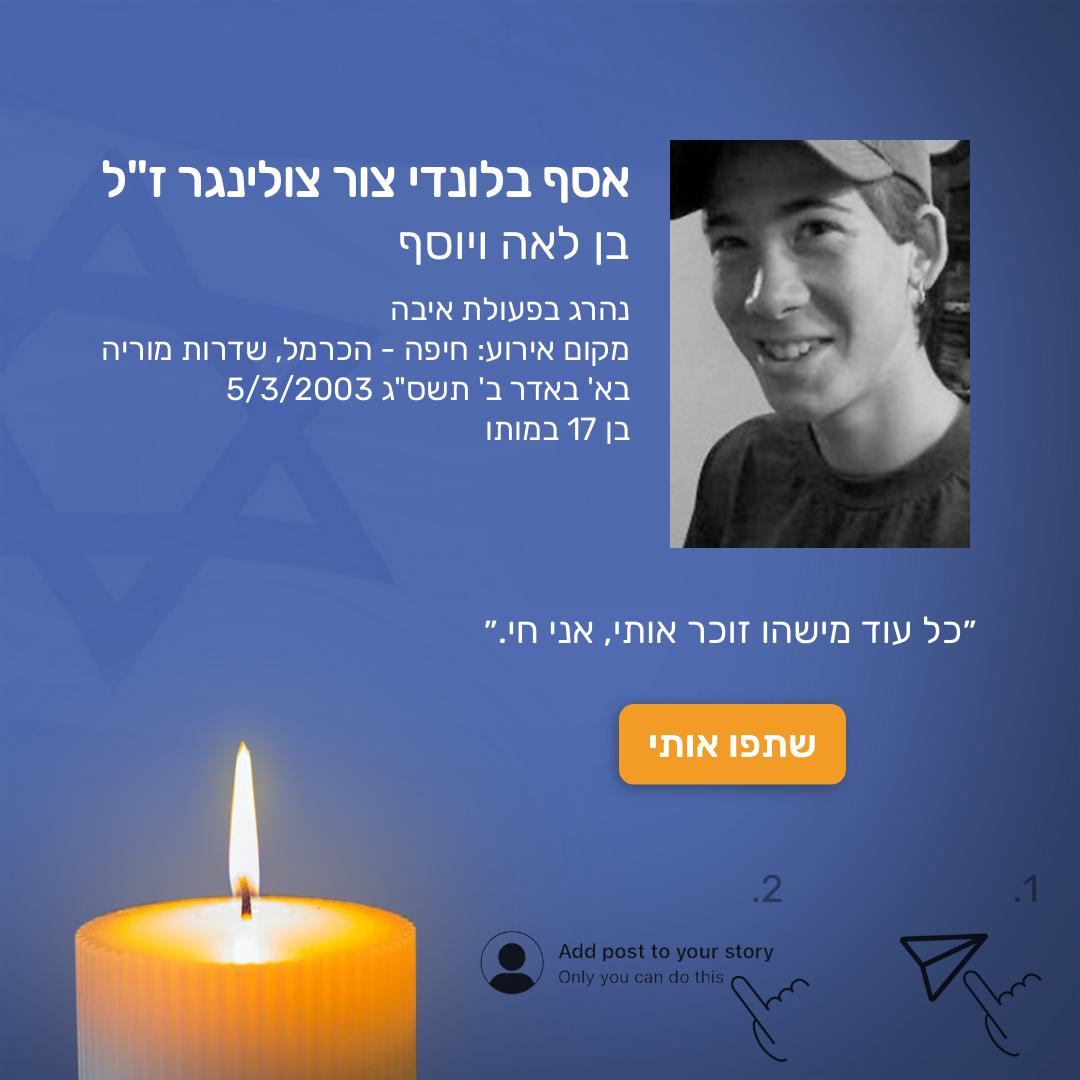 אסף בלונדי צור צולינגר ז"ל
בן לאה ויוסף
נהרג בפעולת איבה
מקום אירוע: חיפה - הכרמל, שדרות מוריה
בא' באדר ב' תשס"ג 5/3/2003
בן 17 במותו
״כל עוד מישהו זוכר אותי, אני חי.״
שתפו אותי
1.
2.
Add post to your story
Only you can do this